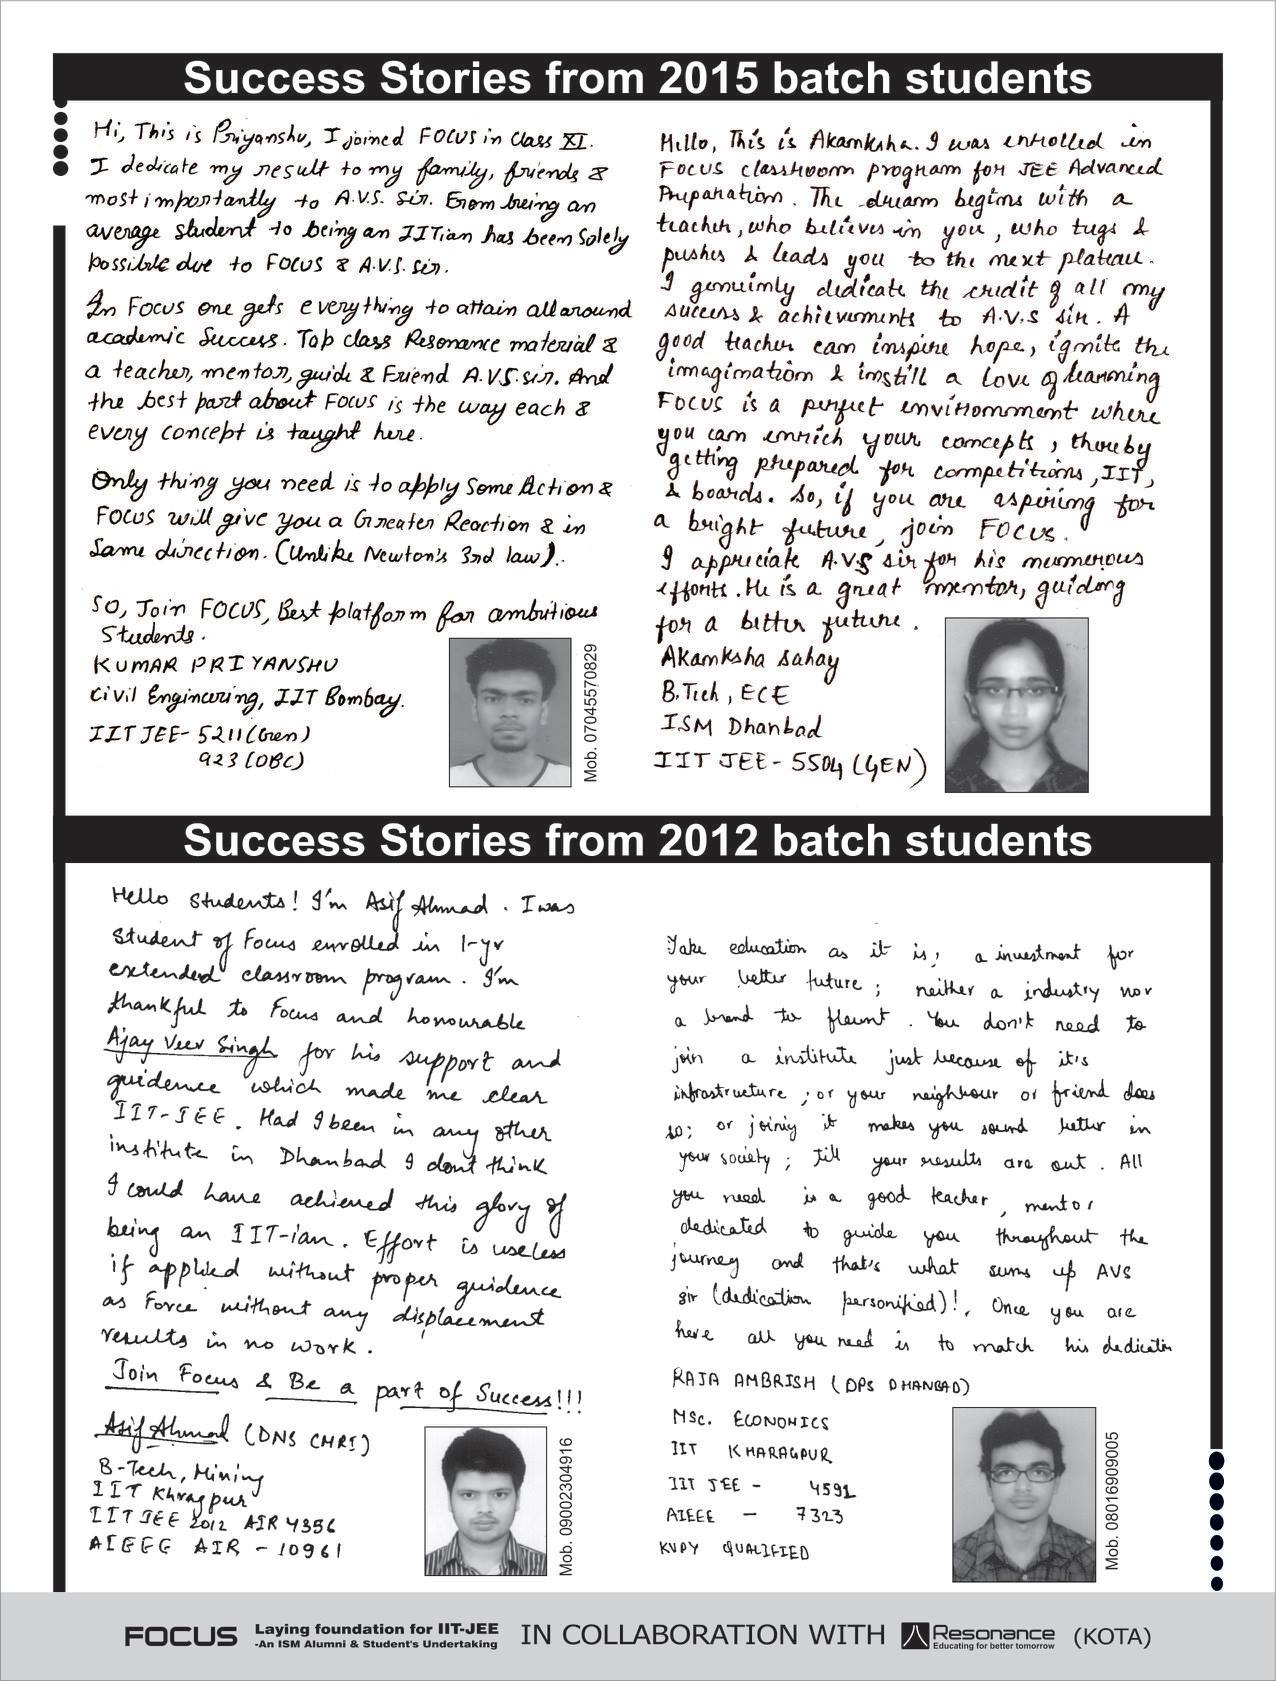 Success Stories from 2015 batch students
Hi, This is Priyanshu, I joined FOCUS in Class XI.
I dedicate my result to my family, friends &
most importantly to A.V.S. Sir. From being an
average student to being an IITian has been Solely
possible due to FOCUS & A.V.S. sir.
In Focus one gets everything to attain all around
academic Success. Top class Resonance material &
a teacher, mentor, guide & Friend A.V.S. sir. And
the best part about FOCUS is the way each &
every concept is taught here.
Only thing you need is to apply Some Action &
FOCUS will give you a Greater Reaction & in
Same direction. (Unlike Newton's 3rd law).
So, Join FOCUS, Best platform for ambitious
Students.
KUMAR PRIYANSHU
Civil Engineering, IIT Bombay.
IIT JEE- 5211 (Gen)
923 (OBC)
Mob. 07045570829
Hello, This is Akanksha. I was enrolled in
FOCUS classroom program for JEE Advanced
Preparation. The dream begins with a
teacher, who believes in you, who tugs &
pushes & leads you to the next plateau.
I genuinly dedicate the credit of all my
success & achievements to A.V.S sir. A
good teacher can inspire hope, ignite the
imagination & instill a love of learning
FOCUS is a perfect environment where
you can enrich your concepts, thereby
getting prepared for competitions, IIT,
& boards. So, if you are aspiring for
a bright future, join FOCUS.
I appreciate A.V.S sir for his numerous
efforts. He is a great mentor, guiding
for a better future.
Akanksha Sahay
B.Tech, ECE
ISM Dhanbad
IIT JEE - 5504 (GEN)
Success Stories from 2012 batch students
Hello Students! I'm Asif Ahmad. I was
Student of Focus enrolled in 1-yr
extended classroom program. I'm
thankful to Focus and honourable
Ajay Veer Singh for his support and
guidence which made me clear
IIT-JEE. Had I been in any other
institute in Dhanbad I dont think
I could have achieved this glory of
being an IIT-ian. Effort is useless
if applied without proper guidence
as Force without any displacement
results in no work.
Join Focus & Be a part of Success!!!
Asif Ahmad (DNS CMRI)
B-Tech, Mining
IIT Khragpur
IIT JEE 2012 AIR 4356
AIEEE AIR - 10961
Mob. 09002304916
Take education as it is; a investment for
your better future; neither a industry nor
a brand to flaunt. You don't need to
join a institute just because of it's
infrastructure; or your neighbour or friend does
so; or joining it makes you sound better in
your society; till your results are out. All
you need is a good teacher, mentor
dedicated to guide you throughout the
journey and that's what sums up AVS
sir (dedication personified)!. Once you are
here all you need is to match his dedication
RAJA AMBRISH (DPS DHANBAD)
MSC. ECONOMICS
IIT KHARAGPUR
IIT JEE - 4591
AIEEE - 7323
KVPY QUALIFIED
Mob. 08016909005
FOCUS Laying foundation for IIT-JEE
-An ISM Alumni & Student's Undertaking
IN COLLABORATION WITH Resonance (KOTA)
Educating for better tomorrow